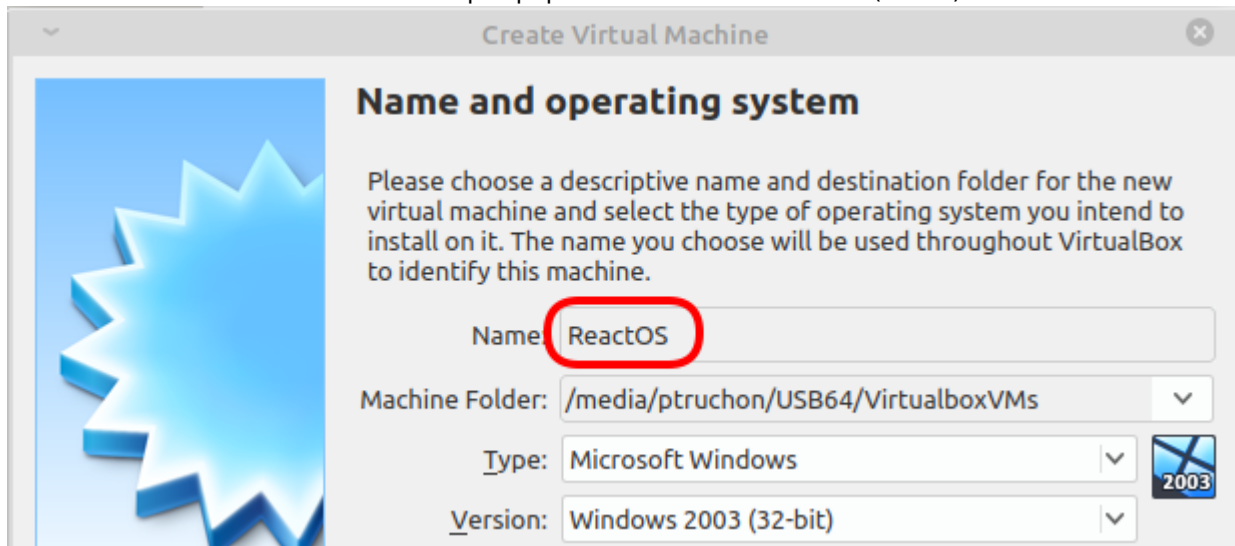 Create Virtual Machine
Name and operating system
Please choose a descriptive name and destination folder for the new
virtual machine and select the type of operating system you intend to
install on it. The name you choose will be used throughout VirtualBox
to identify this machine.
Name: ReactOS
Machine Folder: /media/ptruchon/USB64/VirtualboxVMs
Type: Microsoft Windows
2003
Version: Windows 2003 (32-bit)